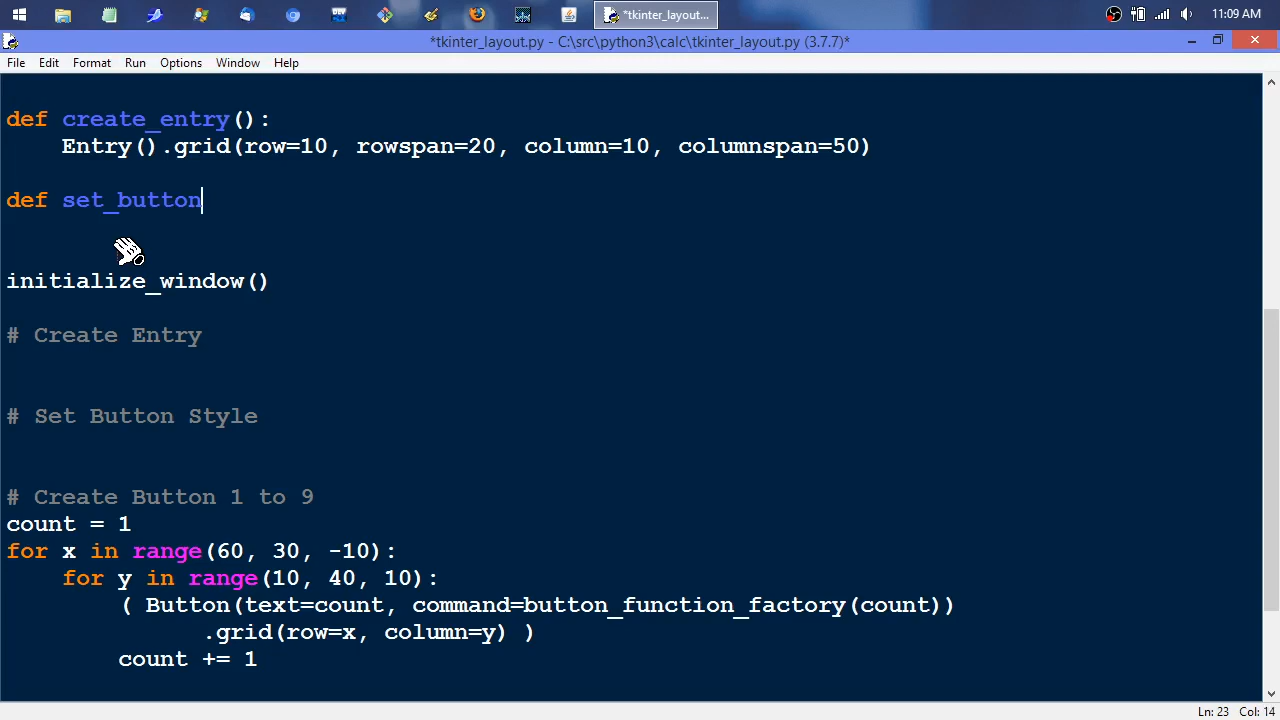 *tkinter_layout...
11:09 AM
*tkinter_layout.py - C:\src\python3\calc\tkinter_layout.py (3.7.7)*
File Edit Format Run Options Window Help
def create_entry():
    Entry().grid(row=10, rowspan=20, column=10, columnspan=50)
def set_button
initialize_window()
# Create Entry
# Set Button Style
# Create Button 1 to 9
count = 1
for x in range(60, 30, -10):
    for y in range(10, 40, 10):
        ( Button(text=count, command=button_function_factory(count))
              .grid(row=x, column=y) )
        count += 1
Ln: 23 Col: 14